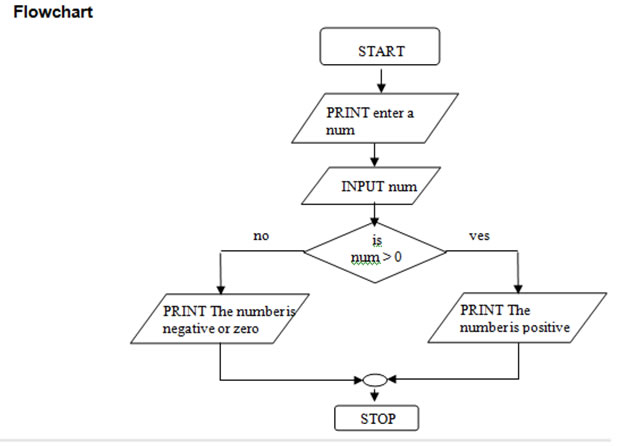 Flowchart
START
PRINT enter a
num
INPUT num
no
is
num > 0
ves
PRINT The number is
negative or zero
PRINT The
number is positive
STOP